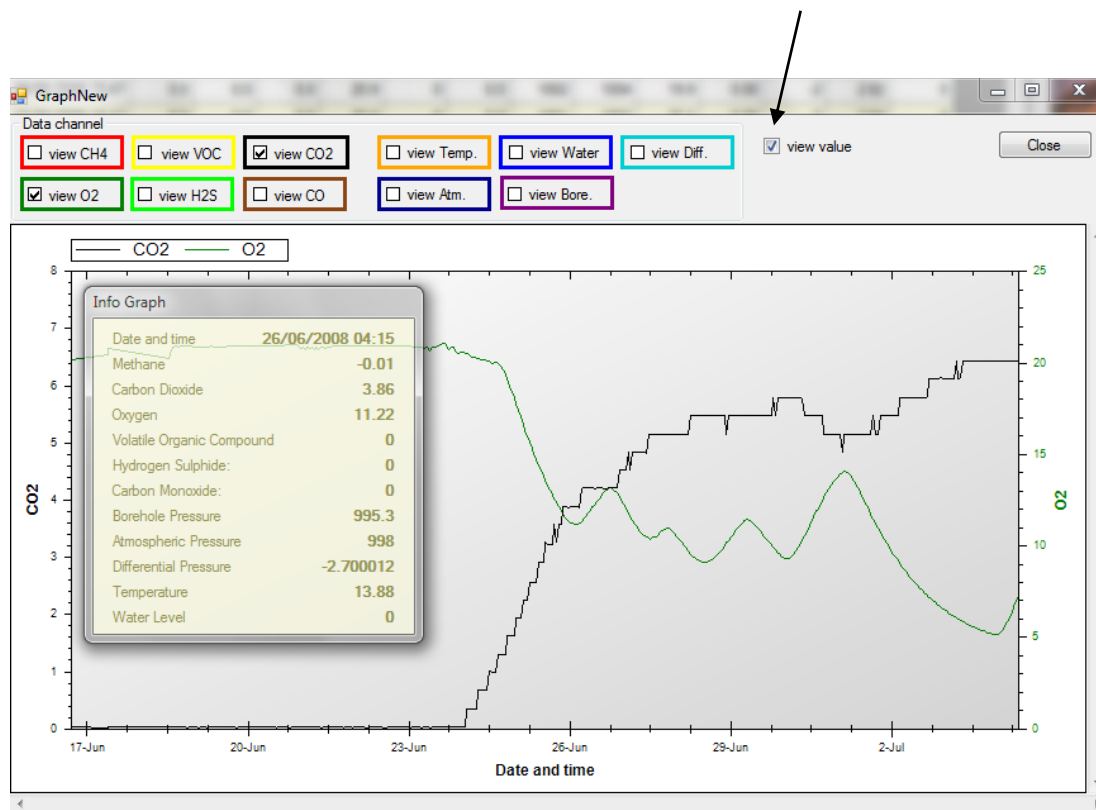 GraphNew
Data channel
view CH4 view VOC view CO2 view Temp. view Water view Diff. view value Close
view O2 view H2S view CO view Atm. view Bore.
CO2 O2
Info Graph
Date and time 26/06/2008 04:15
Methane -0.01
Carbon Dioxide 3.86
Oxygen 11.22
Volatile Organic Compound 0
Hydrogen Sulphide: 0
Carbon Monoxide: 0
Borehole Pressure 995.3
Atmospheric Pressure 998
Differential Pressure -2.700012
Temperature 13.88
Water Level 0
CO2
8
7
6
5
4
3
2
1
0
25
20
15
10
5
0
O2
17-Jun 20-Jun 23-Jun 26-Jun 29-Jun 2-Jul
Date and time